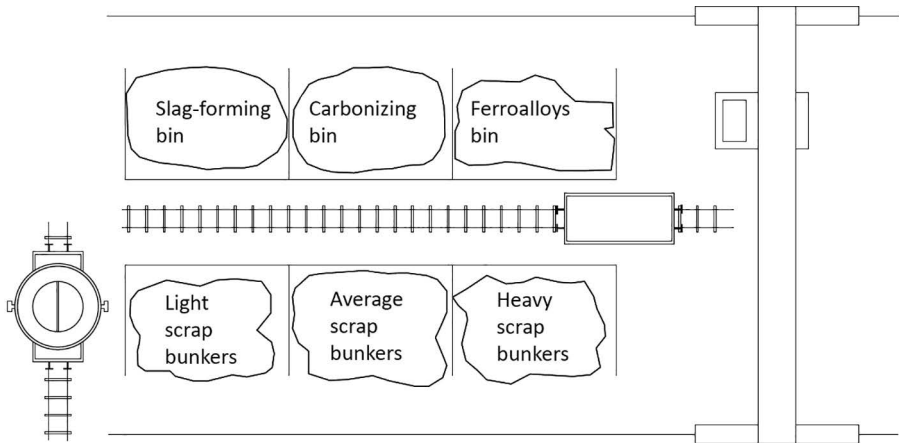 Slag-forming
bin
Carbonizing
bin
Ferroalloys
bin
Light
scrap
bunkers
Average
scrap
bunkers
Heavy
scrap
bunkers